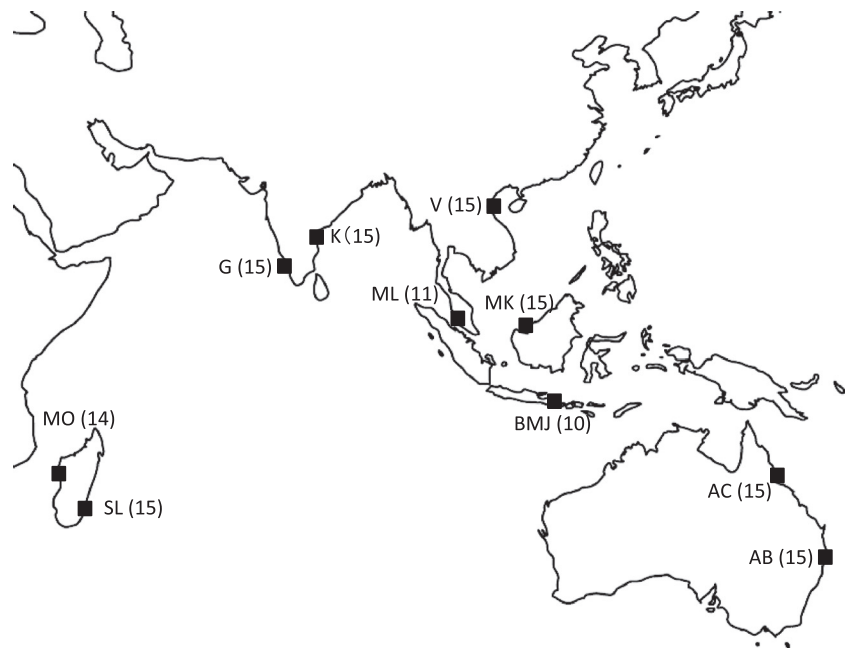 V (15)
K (15)
G (15)
ML (11)
MK (15)
BMJ (10)
MO (14)
AC (15)
SL (15)
AB (15)